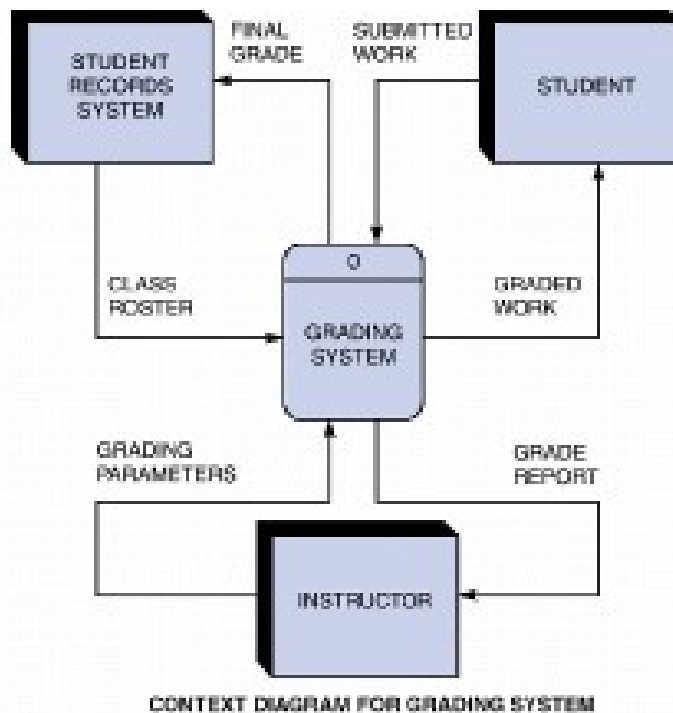 FINAL
GRADE
SUBMITTED
WORK
STUDENT
RECORDS
SYSTEM
STUDENT
0
CLASS
ROSTER
GRADED
WORK
GRADING
SYSTEM
GRADING
PARAMETERS
GRADE
REPORT
INSTRUCTOR
CONTEXT DIAGRAM FOR GRADING SYSTEM